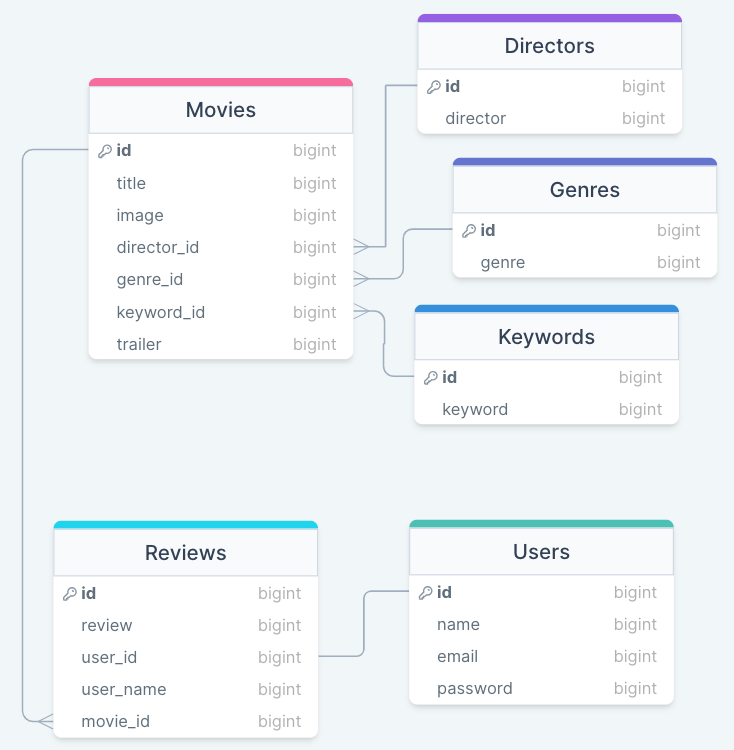 Directors
id bigint
director bigint
Movies
id bigint
title bigint
image bigint
director_id bigint
genre_id bigint
keyword_id bigint
trailer bigint
Genres
id bigint
genre bigint
Keywords
id bigint
keyword bigint
Reviews
id bigint
review bigint
user_id bigint
user_name bigint
movie_id bigint
Users
id bigint
name bigint
email bigint
password bigint